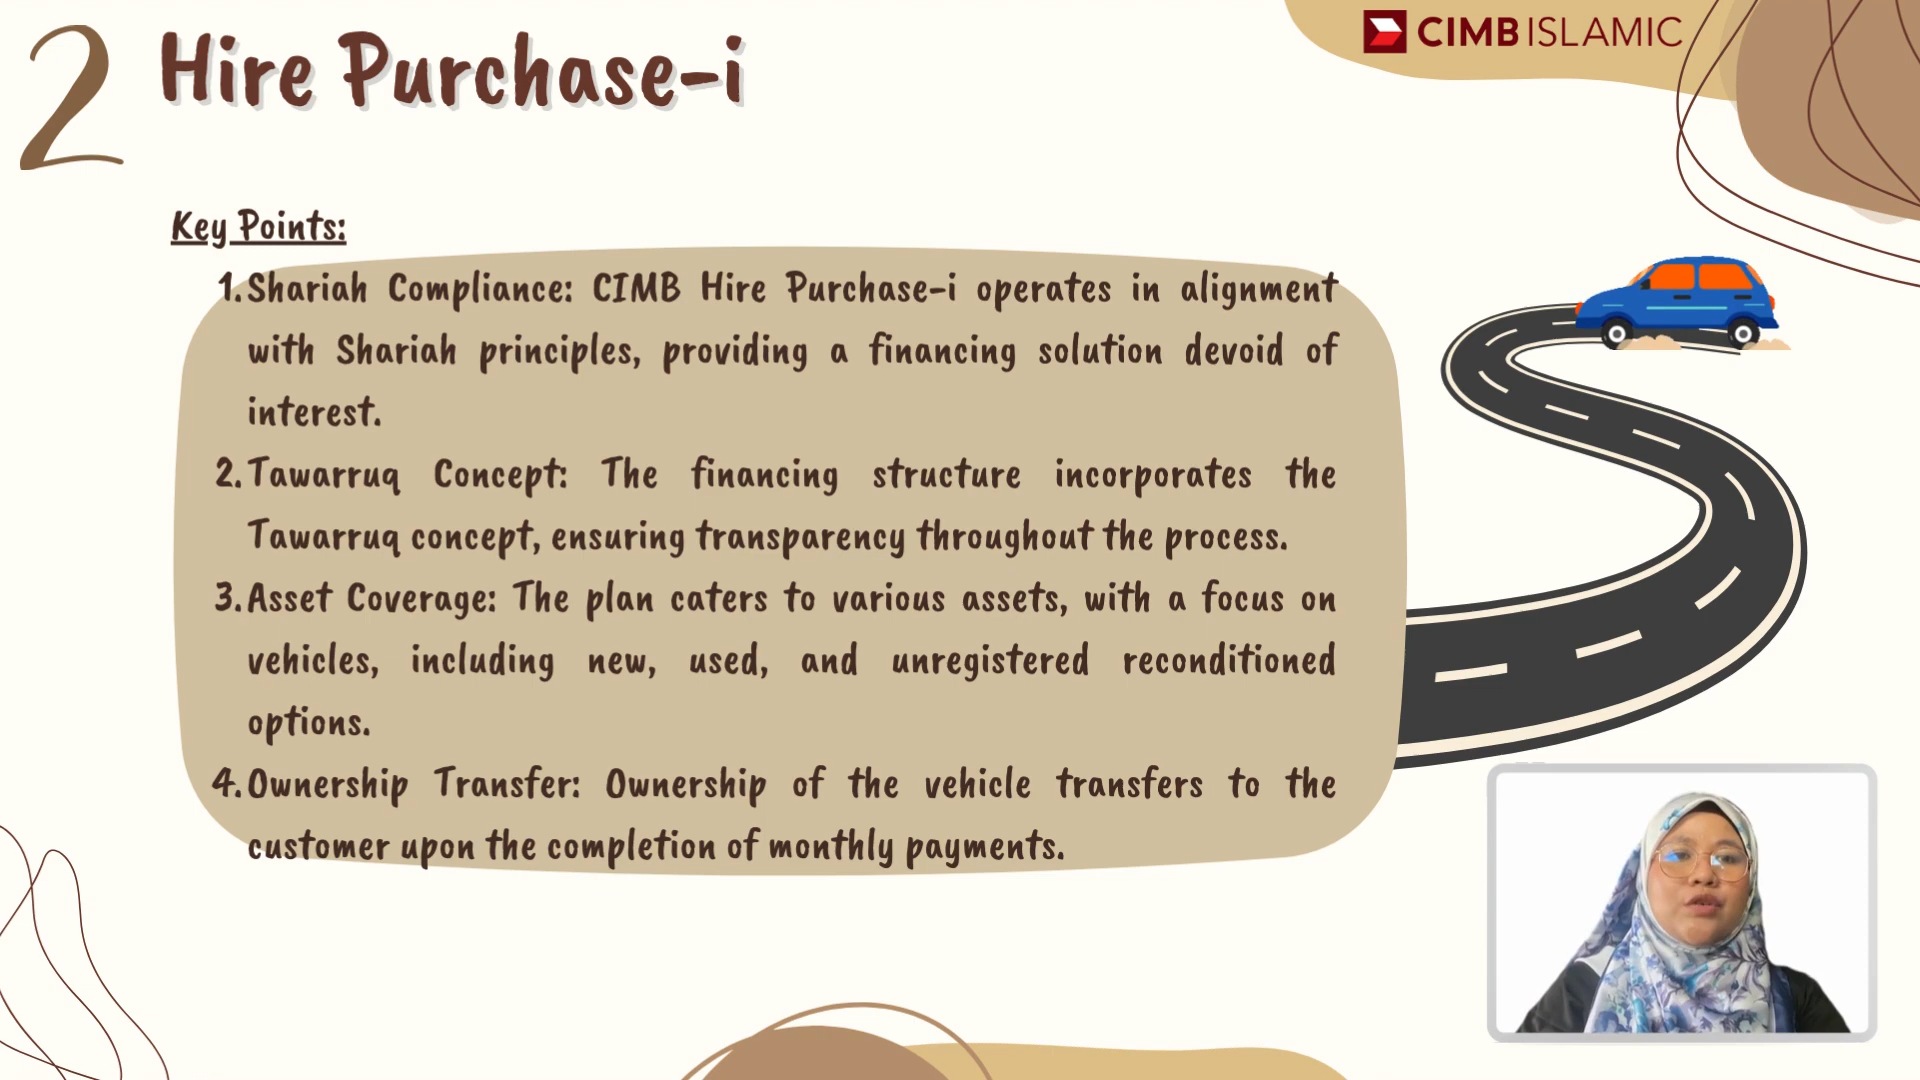 2 Hire Purchase-i
CIMB ISLAMIC
Key Points:
1. Shariah Compliance: CIMB Hire Purchase-i operates in alignment
with Shariah principles, providing a financing solution devoid of
interest.
2. Tawarruq Concept: The financing structure incorporates the
Tawarruq concept, ensuring transparency throughout the process.
3. Asset Coverage: The plan caters to various assets, with a focus on
vehicles, including new, used, and unregistered reconditioned
options.
4. Ownership Transfer: Ownership of the vehicle transfers to the
customer upon the completion of monthly payments.